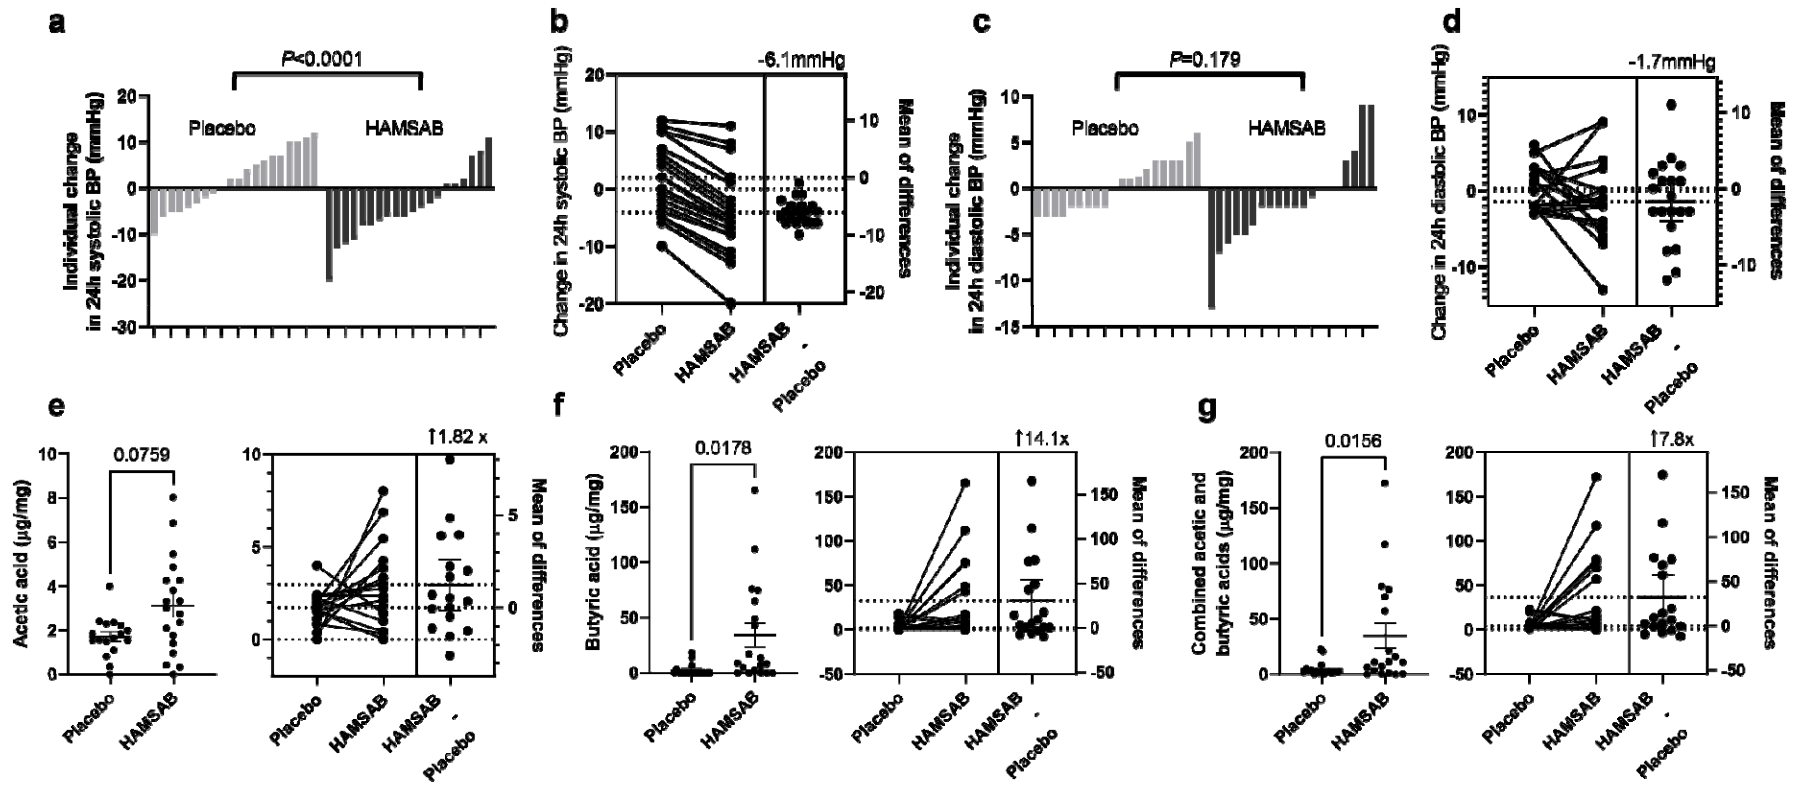 a
P<0.0001
Individual change
in 24h systolic BP (mmHg)
20
10
0
-10
-20
-30
Placebo
HAMSAB
b
-6.1mmHg
Change in 24h systolic BP (mmHg)
20
10
0
-10
-20
10
0
-10
-20
Mean of differences
Placebo
HAMSAB
HAMSAB
-
Placebo
c
P=0.179
Individual change
in 24h diastolic BP (mmHg)
10
5
0
-5
-10
-15
Placebo
HAMSAB
d
-1.7mmHg
Change in 24h diastolic BP (mmHg)
10
0
-10
10
0
-10
Mean of differences
Placebo
HAMSAB
HAMSAB
-
Placebo
e
0.0759
Acetic acid (μg/mg)
10
8
6
4
2
0
Placebo
HAMSAB
↑1.82 x
10
5
0
5
0
Mean of differences
Placebo
HAMSAB
HAMSAB
-
Placebo
f
0.0178
Butyric acid (μg/mg)
200
150
100
50
0
Placebo
HAMSAB
↑14.1x
200
150
100
50
0
-50
150
100
50
0
-50
Mean of differences
Placebo
HAMSAB
HAMSAB
-
Placebo
g
0.0156
Combined acetic and
butyric acids (μg/mg)
200
150
100
50
0
Placebo
HAMSAB
↑7.8x
200
150
100
50
0
-50
150
100
50
0
-50
Mean of differences
Placebo
HAMSAB
HAMSAB
-
Placebo